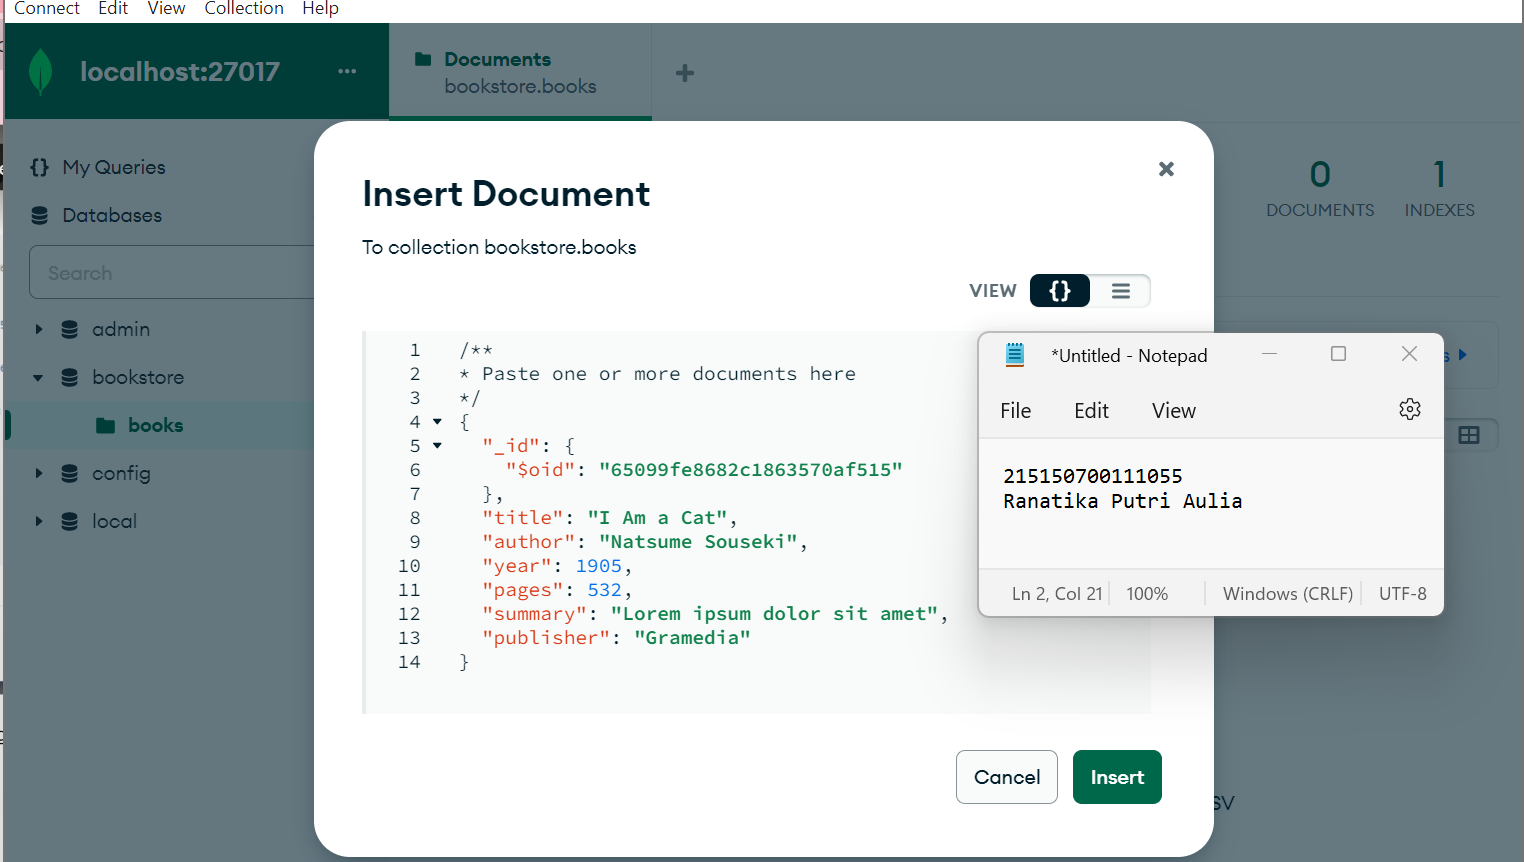 Connect Edit View Collection Help
localhost:27017 ...
Documents
bookstore.books
{} My Queries
Databases
Search
admin
bookstore
books
config
local
0
DOCUMENTS
1
INDEXES
Insert Document
To collection bookstore.books
VIEW {}
1 /**
2 * Paste one or more documents here
3 */
4 {
5 "_id": {
6 "$oid": "65099fe8682c1863570af515"
7 },
8 "title": "I Am a Cat",
9 "author": "Natsume Souseki",
10 "year": 1905,
11 "pages": 532,
12 "summary": "Lorem ipsum dolor sit amet",
13 "publisher": "Gramedia"
14 }
Cancel Insert
*Untitled - Notepad
File Edit View
215150700111055
Ranatika Putri Aulia
Ln 2, Col 21 100% Windows (CRLF) UTF-8
SV